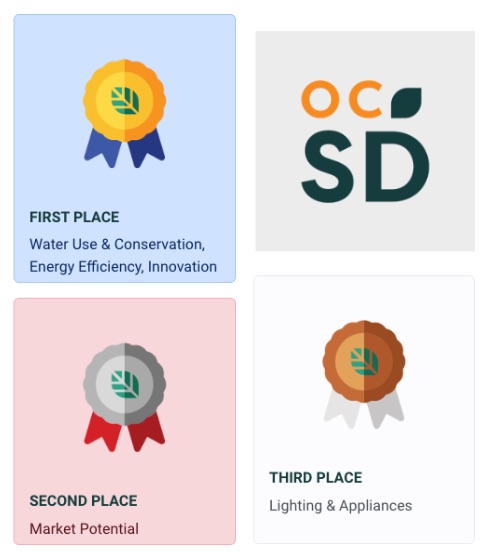 FIRST PLACE
Water Use & Conservation,
Energy Efficiency, Innovation
OC
SD
SECOND PLACE
Market Potential
THIRD PLACE
Lighting & Appliances